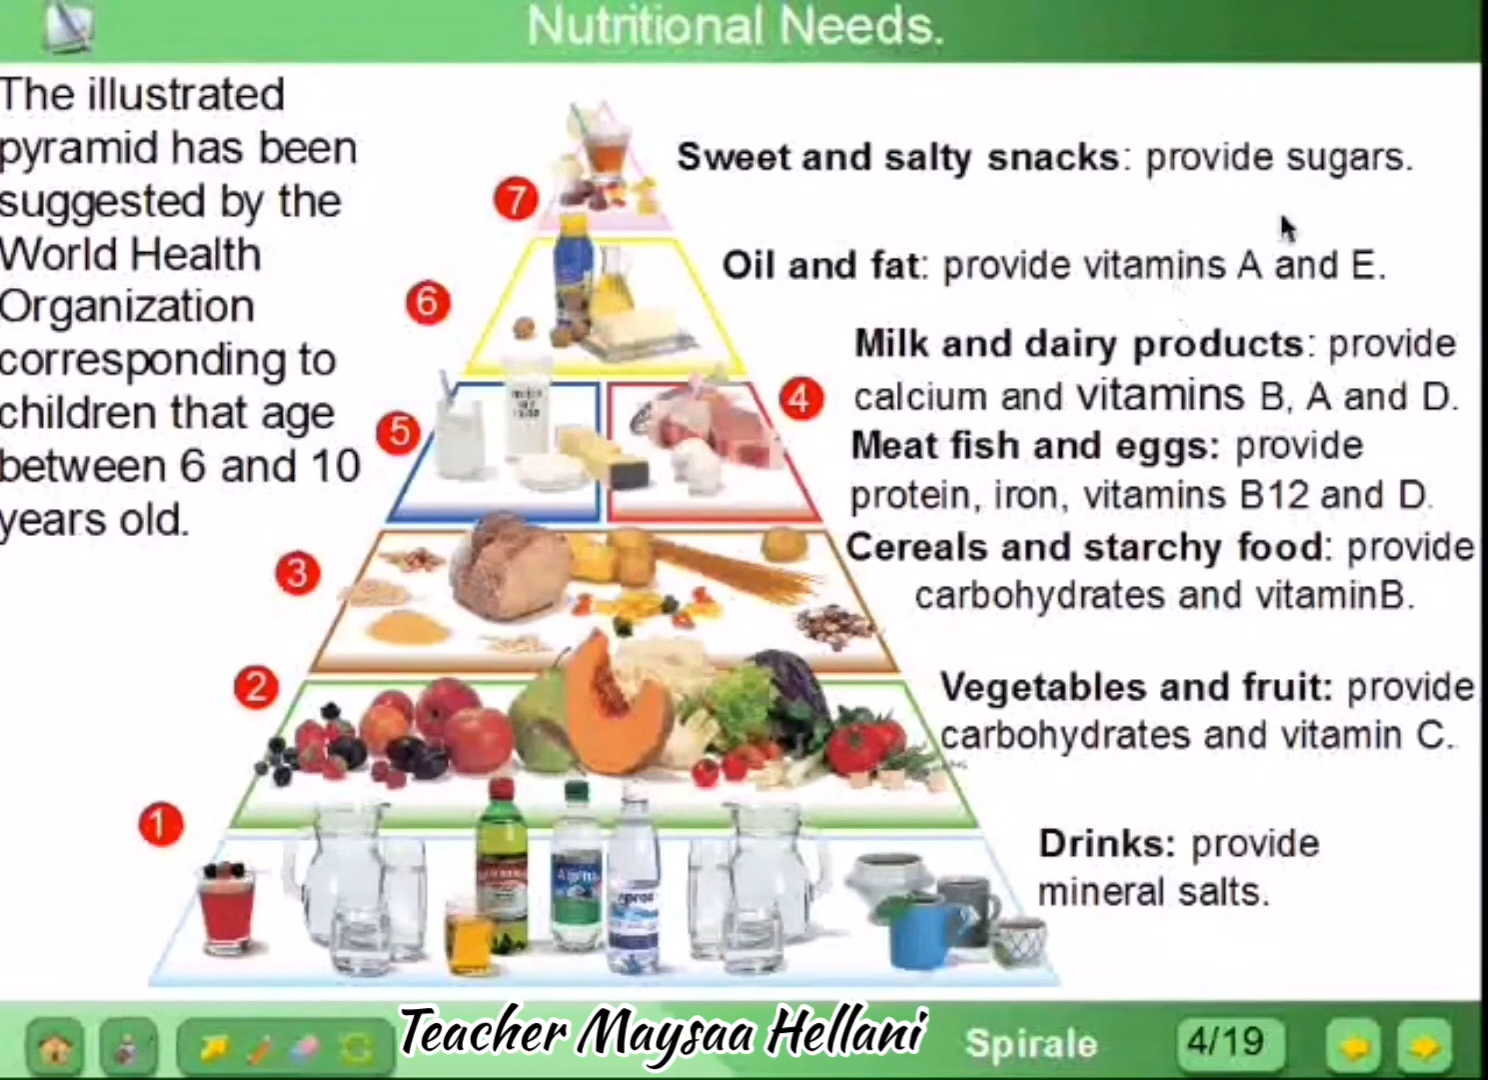 Nutritional Needs.
The illustrated
pyramid has been
suggested by the
World Health
Organization
corresponding to
children that age
between 6 and 10
years old.
Sweet and salty snacks: provide sugars.
7
Oil and fat: provide vitamins A and E.
6
Milk and dairy products: provide
calcium and vitamins B, A and D.
4
5
Meat fish and eggs: provide
protein, iron, vitamins B12 and D.
Cereals and starchy food: provide
carbohydrates and vitaminB.
3
2
Vegetables and fruit: provide
carbohydrates and vitamin C.
1
Drinks: provide
mineral salts.
Teacher Maysaa Hellani
Spirale
4/19